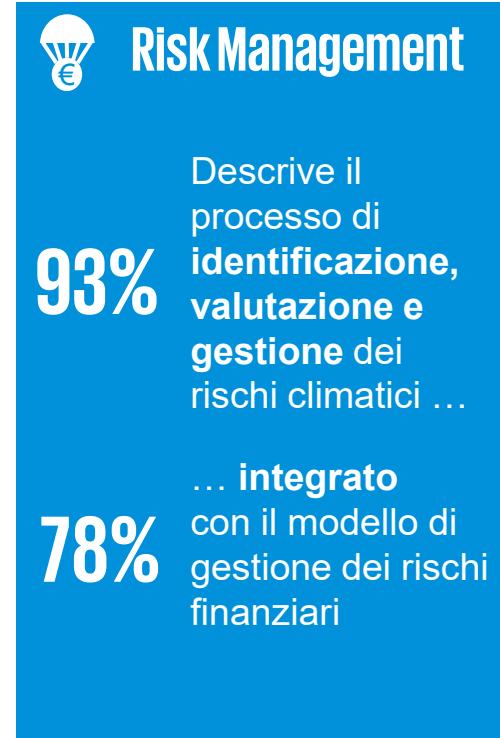 €
Risk Management
93%
Descrive il
processo di
identificazione,
valutazione e
gestione dei
rischi climatici …
78%
… integrato
con il modello di
gestione dei rischi
finanziari